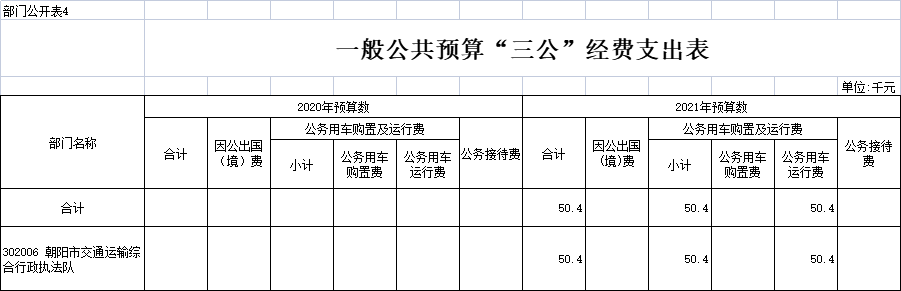 部门公开表4
一般公共预算“三公”经费支出表
单位:千元
部门名称
2020年预算数
2021年预算数
合计
因公出国
（境）费
公务用车购置及运行费
小计
公务用车
购置费
公务用车
运行费
公务接待费
合计
因公出国
(境)费
公务用车购置及运行费
小计
公务用车
购置费
公务用车
运行费
公务接待
费
合计 50.4 50.4 50.4
302006 朝阳市交通运输综
合行政执法队
50.4 50.4 50.4